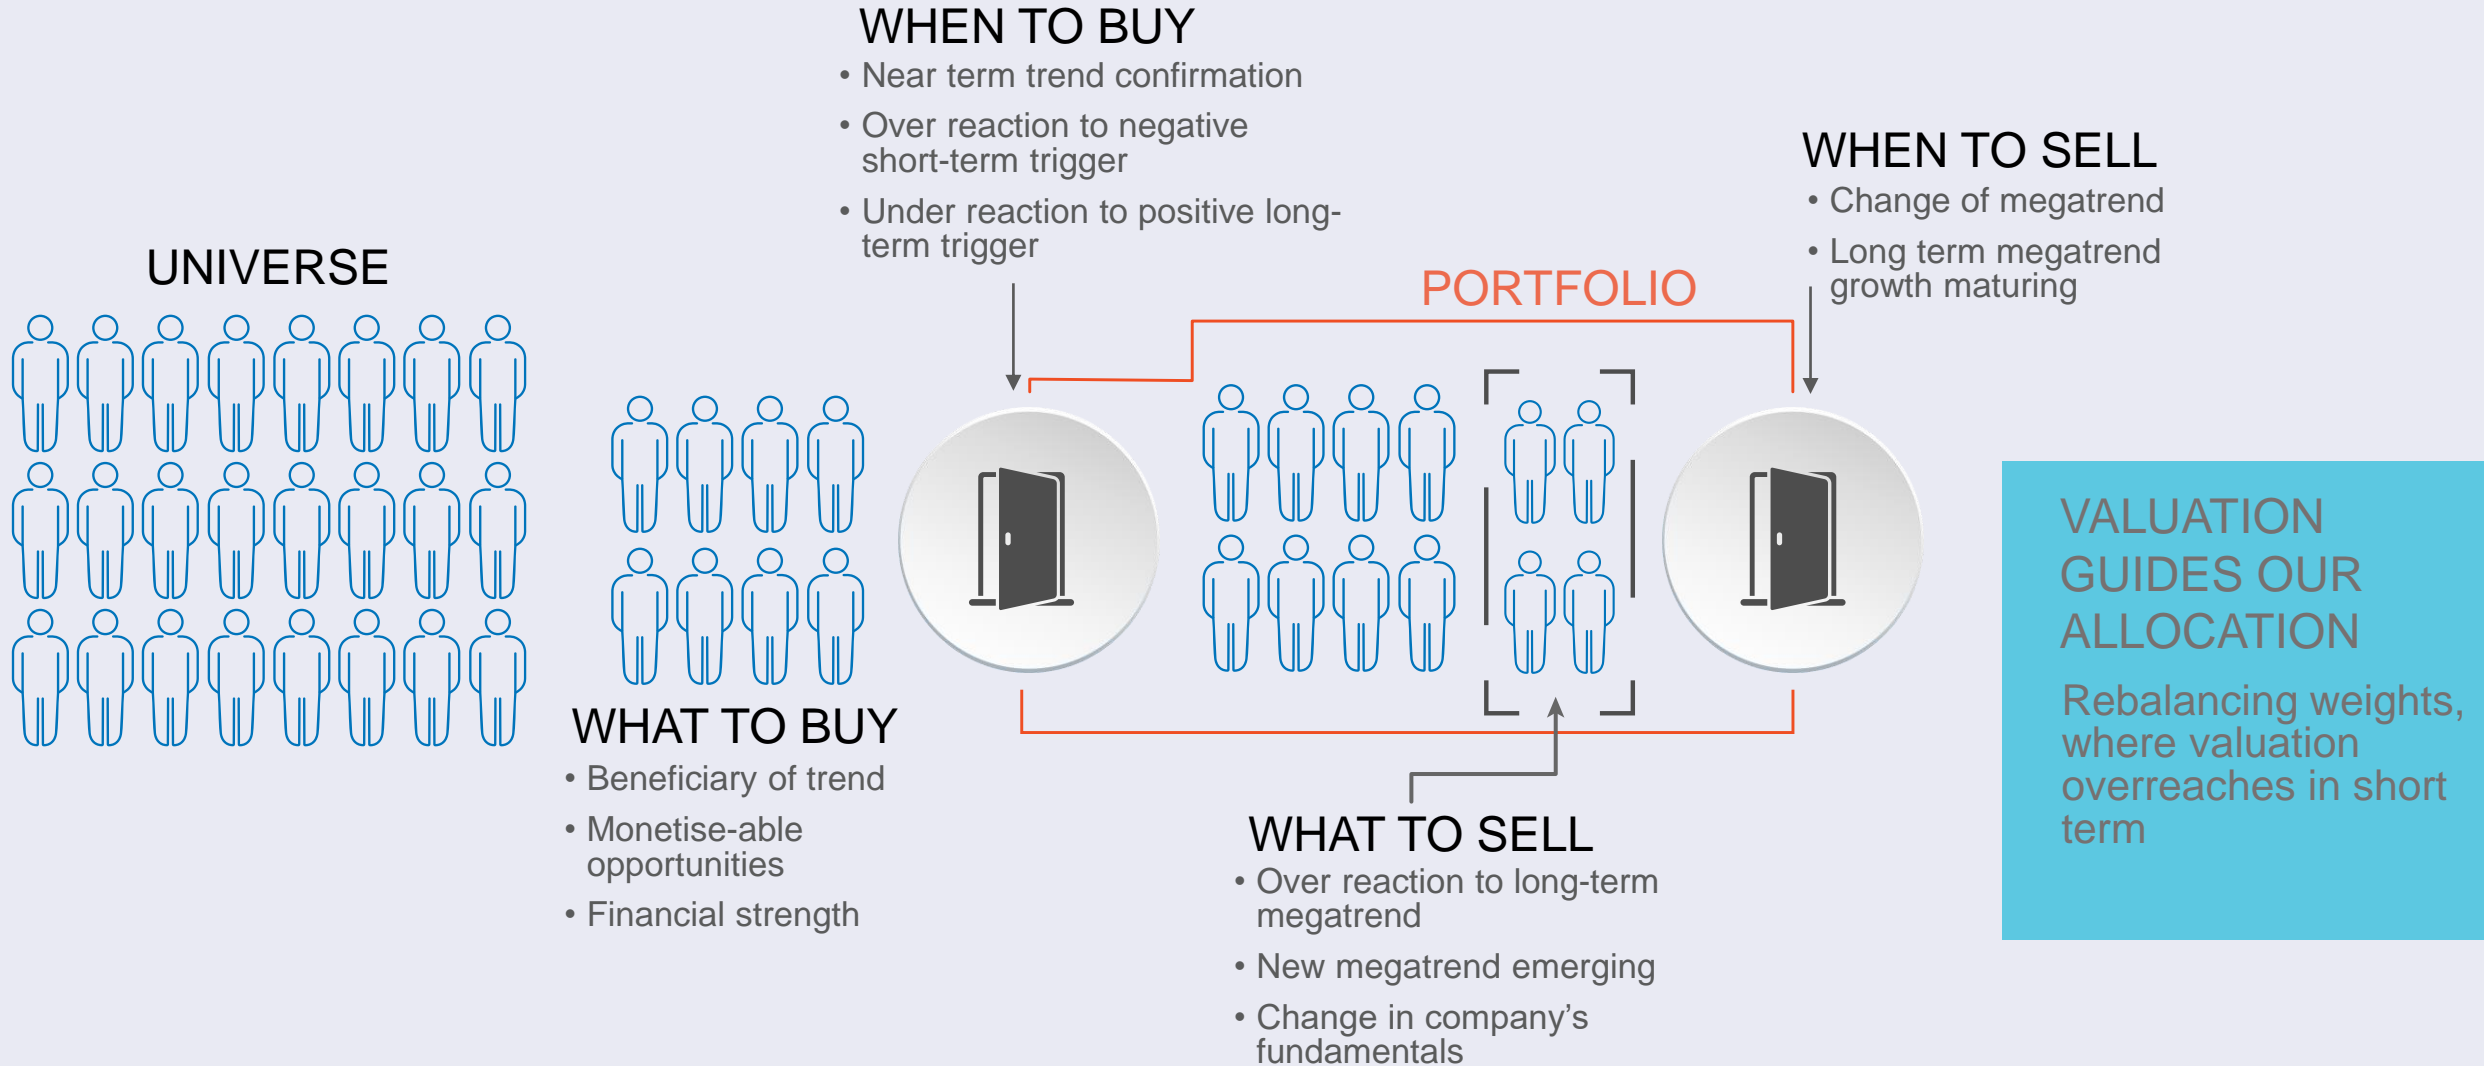 UNIVERSE
WHAT TO BUY
• Beneficiary of trend
• Monetise-able
opportunities
• Financial strength
WHEN TO BUY
• Near term trend confirmation
• Over reaction to negative
short-term trigger
• Under reaction to positive long-
term trigger
PORTFOLIO
WHAT TO SELL
• Over reaction to long-term
megatrend
• New megatrend emerging
• Change in company’s
fundamentals
WHEN TO SELL
• Change of megatrend
• Long term megatrend
growth maturing
VALUATION
GUIDES OUR
ALLOCATION
Rebalancing weights,
where valuation
overreaches in short
term